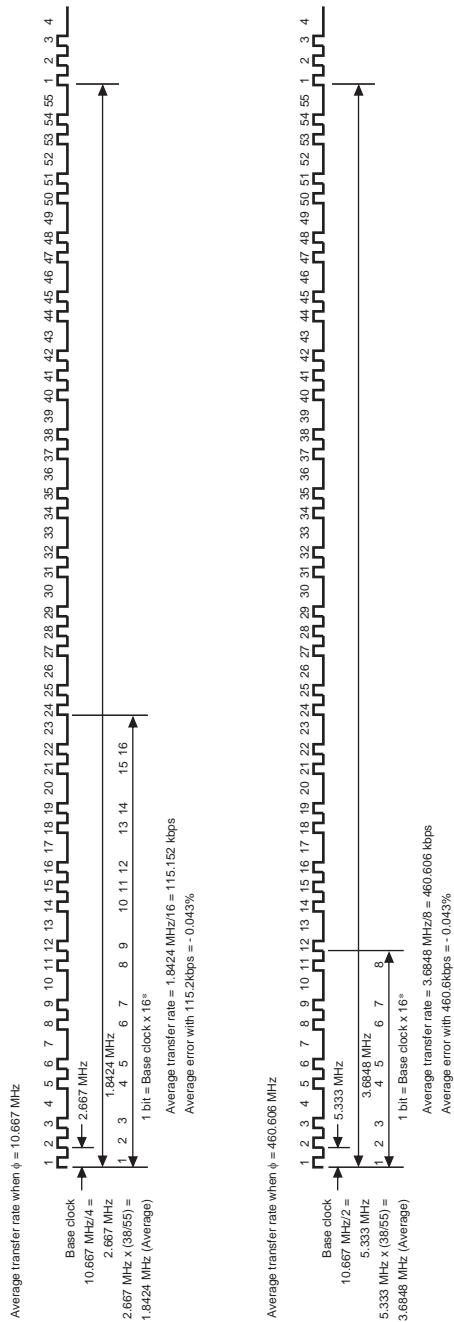 Average transfer rate when ϕ = 10.667 MHz
1 2 3 4 5 6 7 8 9 10 11 12 13 14 15 16 17 18 19 20 21 22 23 24 25 26 27 28 29 30 31 32 33 34 35 36 37 38 39 40 41 42 43 44 45 46 47 48 49 50 51 52 53 54 55 1 2 3 4
Base clock
10.667 MHz/4 =
2.667 MHz
2.667 MHz x (38/55) =
1.8424 MHz (Average)
2.667 MHz
1.8424 MHz
1 2 3 4 5 6 7 8 9 10 11 12 13 14 15 16
1 bit = Base clock x 16*
Average transfer rate = 1.8424 MHz/16 = 115.152 kbps
Average error with 115.2kbps = - 0.043%
Average transfer rate when ϕ = 460.606 MHz
1 2 3 4 5 6 7 8 9 10 11 12 13 14 15 16 17 18 19 20 21 22 23 24 25 26 27 28 29 30 31 32 33 34 35 36 37 38 39 40 41 42 43 44 45 46 47 48 49 50 51 52 53 54 55 1 2 3 4
Base clock
10.667 MHz/2 =
5.333 MHz
5.333 MHz x (38/55) =
3.6848 MHz (Average)
5.333 MHz
3.6848 MHz
1 2 3 4 5 6 7 8
1 bit = Base clock x 16*
Average transfer rate = 3.6848 MHz/8 = 460.606 kbps
Average error with 460.6kbps = - 0.043%